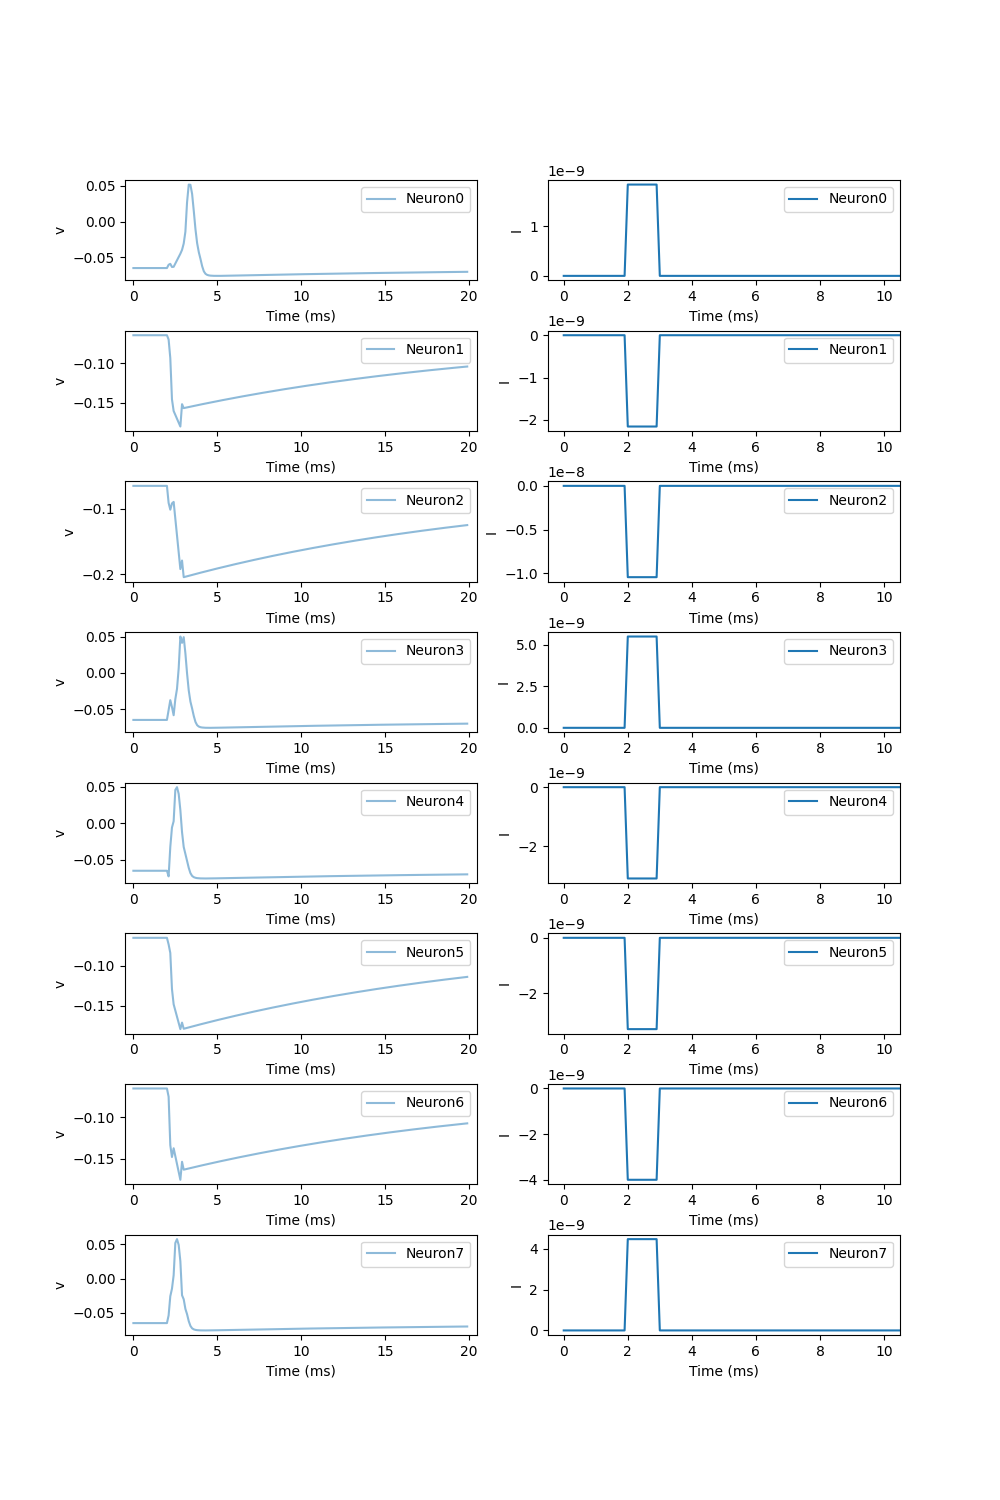 1e−9
0.05
0.00
−0.05
v
Neuron0
0 5 10 15 20
Time (ms)
1
0
I
Neuron0
0 2 4 6 8 10
Time (ms)
1e−9
−0.10
−0.15
v
Neuron1
0 5 10 15 20
Time (ms)
0
−1
−2
I
Neuron1
0 2 4 6 8 10
Time (ms)
1e−8
−0.1
−0.2
v
Neuron2
0 5 10 15 20
Time (ms)
0.0
−0.5
−1.0
I
Neuron2
0 2 4 6 8 10
Time (ms)
1e−9
0.05
0.00
−0.05
v
Neuron3
0 5 10 15 20
Time (ms)
5.0
2.5
0.0
I
Neuron3
0 2 4 6 8 10
Time (ms)
1e−9
0.05
0.00
−0.05
v
Neuron4
0 5 10 15 20
Time (ms)
0
−2
I
Neuron4
0 2 4 6 8 10
Time (ms)
1e−9
−0.10
−0.15
v
Neuron5
0 5 10 15 20
Time (ms)
0
−2
I
Neuron5
0 2 4 6 8 10
Time (ms)
1e−9
−0.10
−0.15
v
Neuron6
0 5 10 15 20
Time (ms)
0
−2
−4
I
Neuron6
0 2 4 6 8 10
Time (ms)
1e−9
0.05
0.00
−0.05
v
Neuron7
0 5 10 15 20
Time (ms)
4
2
0
I
Neuron7
0 2 4 6 8 10
Time (ms)